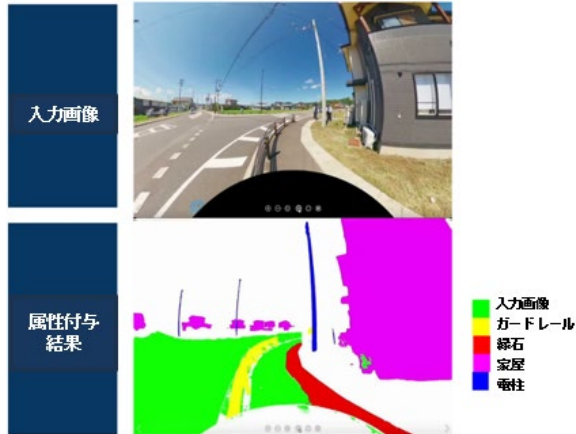 入力画像
属性付与
結果
入力画像
ガードレール
縁石
家屋
電柱